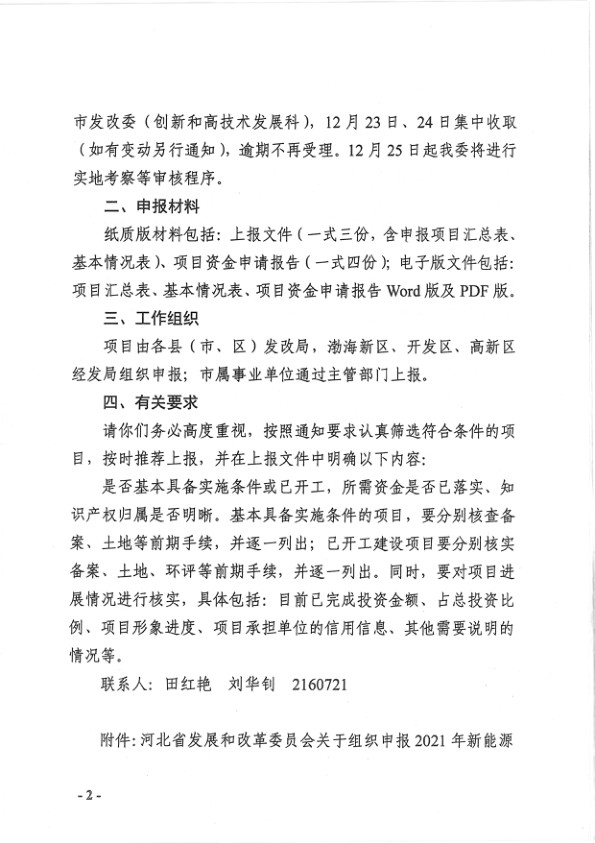 市发改委（创新和高技术发展科），12 月 23 日、24 日集中收取
（如有变动另行通知），逾期不再受理。12 月 25 日起我委将进行
实地考察等审核程序。
二、申报材料
纸质版材料包括：上报文件（一式三份，含申报项目汇总表、
基本情况表）、项目资金申请报告（一式四份）；电子版文件包括：
项目汇总表、基本情况表、项目资金申请报告 Word 版及 PDF 版。
三、工作组织
项目由各县（市、区）发改局，渤海新区、开发区、高新区
经发局组织申报；市属事业单位通过主管部门上报。
四、有关要求
请你们务必高度重视，按照通知要求认真筛选符合条件的项
目，按时推荐上报，并在上报文件中明确以下内容：
是否基本具备实施条件或已开工，所需资金是否已落实、知
识产权归属是否明晰。基本具备实施条件的项目，要分别核查备
案、土地等前期手续，并逐一列出；已开工建设项目要分别核实
备案、土地、环评等前期手续，并逐一列出。同时，要对项目进
展情况进行核实，具体包括：目前已完成投资金额、占总投资比
例、项目形象进度、项目承担单位的信用信息、其他需要说明的
情况等。
联系人：田红艳 刘华钊 2160721
附件：河北省发展和改革委员会关于组织申报 2021 年新能源
- 2 -